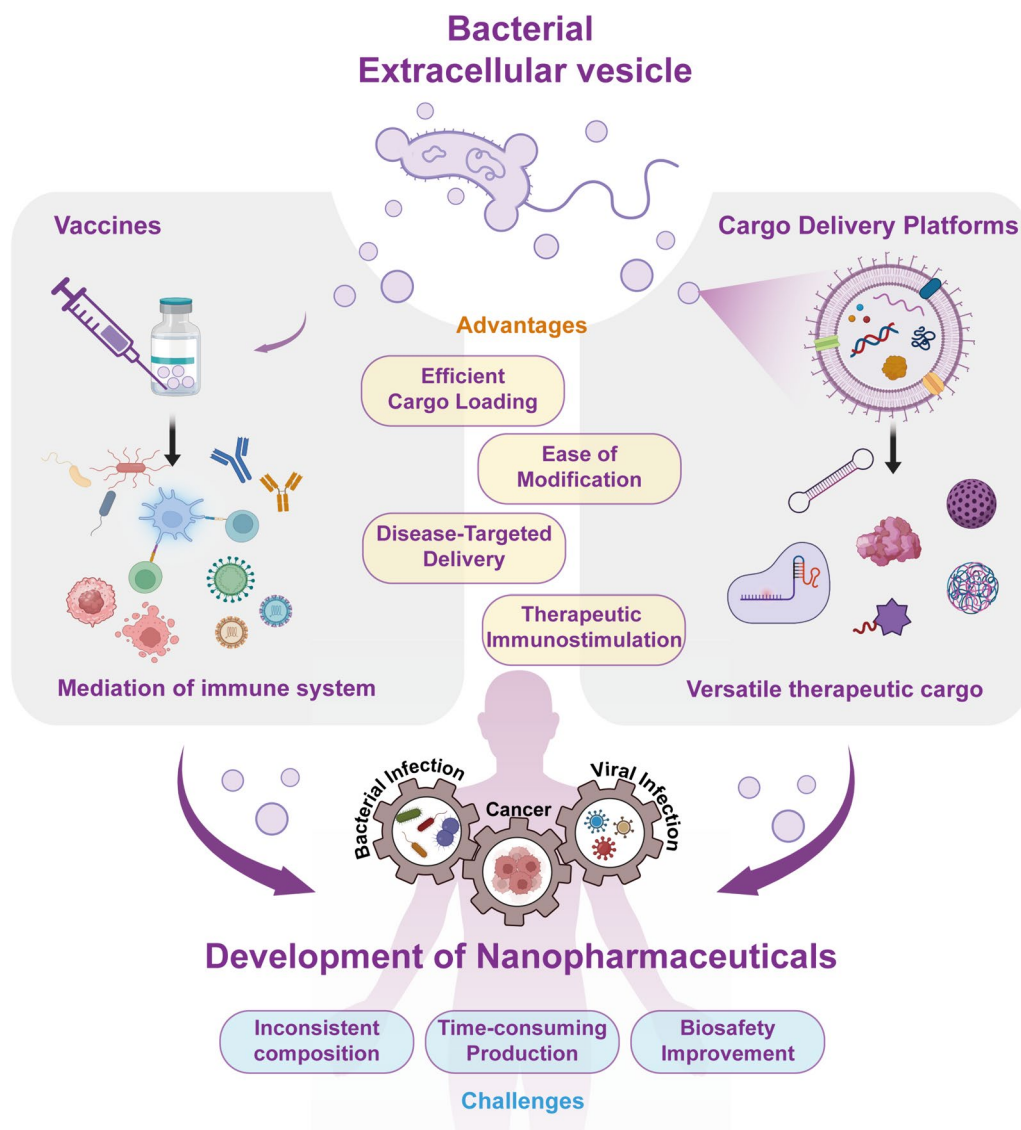 Bacterial
Extracellular vesicle
Vaccines
Cargo Delivery Platforms
Advantages
Efficient
Cargo Loading
Ease of
Modification
Disease-Targeted
Delivery
Therapeutic
Immunostimulation
Mediation of immune system
Versatile therapeutic cargo
Bacterial Infection
Cancer
Viral Infection
Development of Nanopharmaceuticals
Inconsistent
composition
Time-consuming
Production
Biosafety
Improvement
Challenges